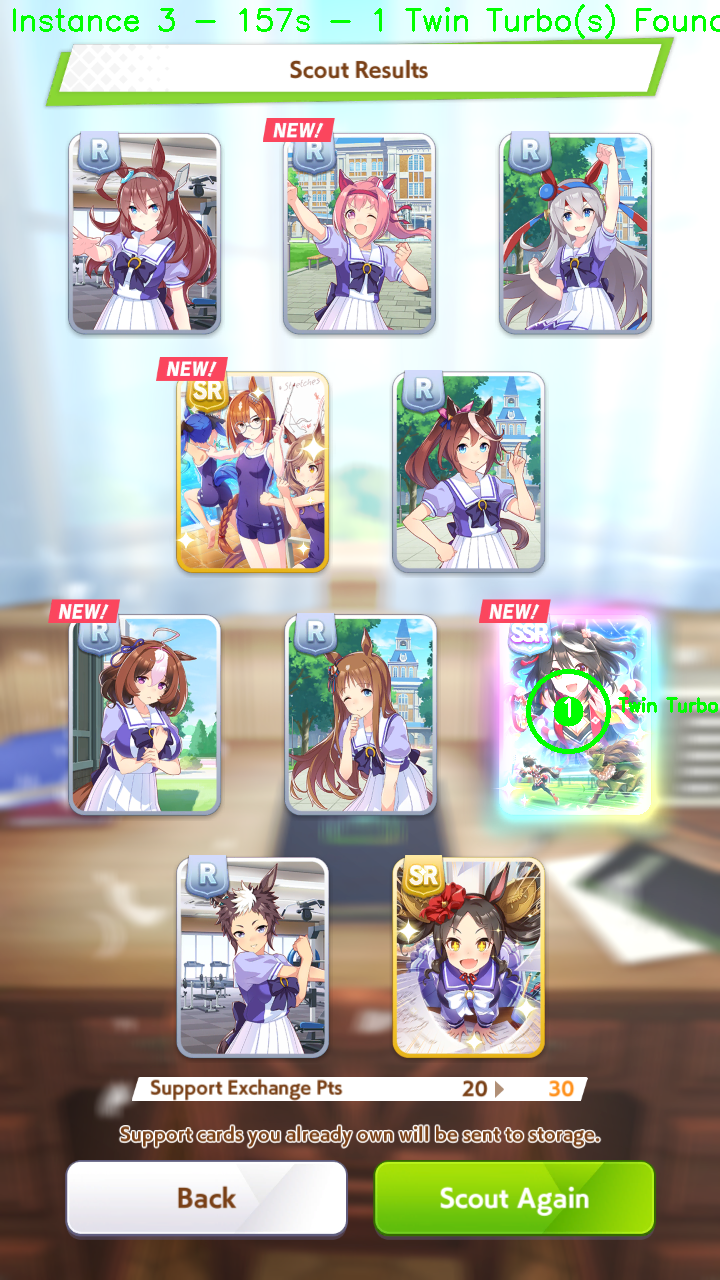 Instance 3 - 157s - 1 Twin Turbo(s) Found
Scout Results
NEW!
R
R
R
NEW!
SR
Stretches
R
NEW!
NEW!
R
R
SSR
1
Twin Turbo
R
SR
Support Exchange Pts 20 30
Support cards you already own will be sent to storage.
Back
Scout Again